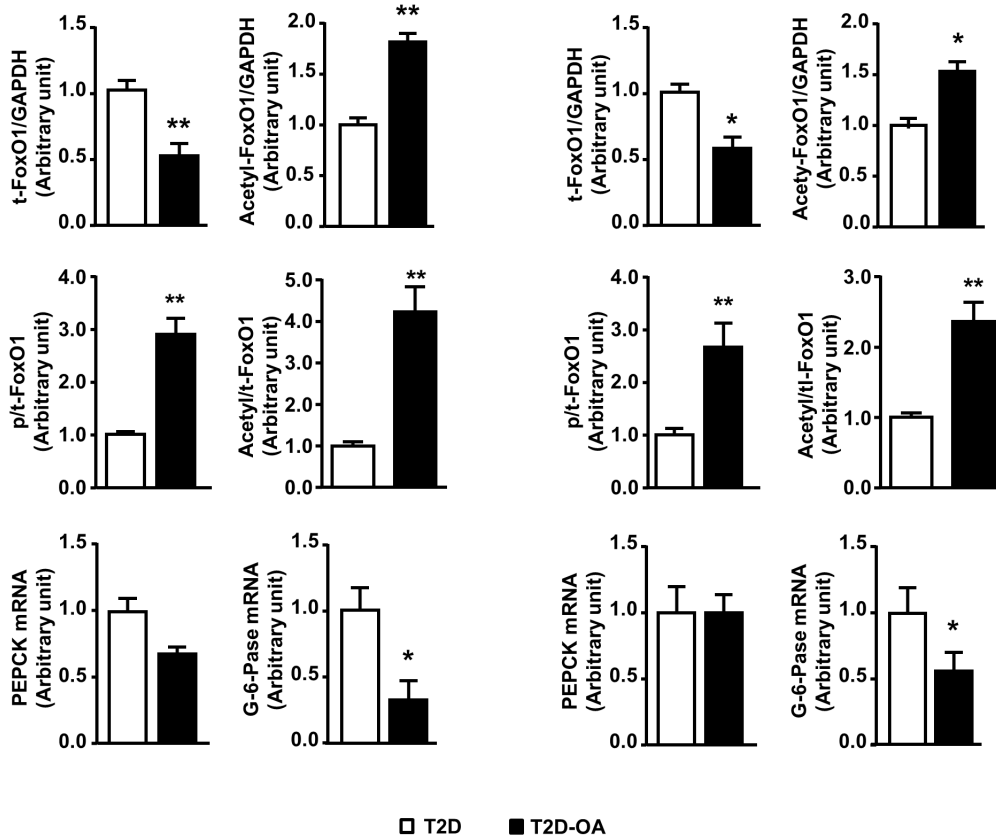 t-FoxO1/GAPDH
(Arbitrary unit)
1.5
1.0
0.5
0.0
**
Acetyl-FoxO1/GAPDH
(Arbitrary unit)
2.0
1.5
1.0
0.5
0.0
**
t-FoxO1/GAPDH
(Arbitrary unit)
1.5
1.0
0.5
0.0
*
Acety-FoxO1/GAPDH
(Arbitrary unit)
2.0
1.5
1.0
0.5
0.0
*
p/t-FoxO1
(Arbitrary unit)
4.0
3.0
2.0
1.0
0.0
**
Acetyl/t-FoxO1
(Arbitrary unit)
5.0
4.0
3.0
2.0
1.0
0.0
**
p/t-FoxO1
(Arbitrary unit)
4.0
3.0
2.0
1.0
0.0
**
Acetyl/tl-FoxO1
(Arbitrary unit)
3.0
2.0
1.0
0.0
**
PEPCK mRNA
(Arbitrary unit)
1.5
1.0
0.5
0.0
G-6-Pase mRNA
(Arbitrary unit)
1.5
1.0
0.5
0.0
*
PEPCK mRNA
(Arbitrary unit)
1.5
1.0
0.5
0.0
G-6-Pase mRNA
(Arbitrary unit)
1.5
1.0
0.5
0.0
*
T2D
T2D-OA